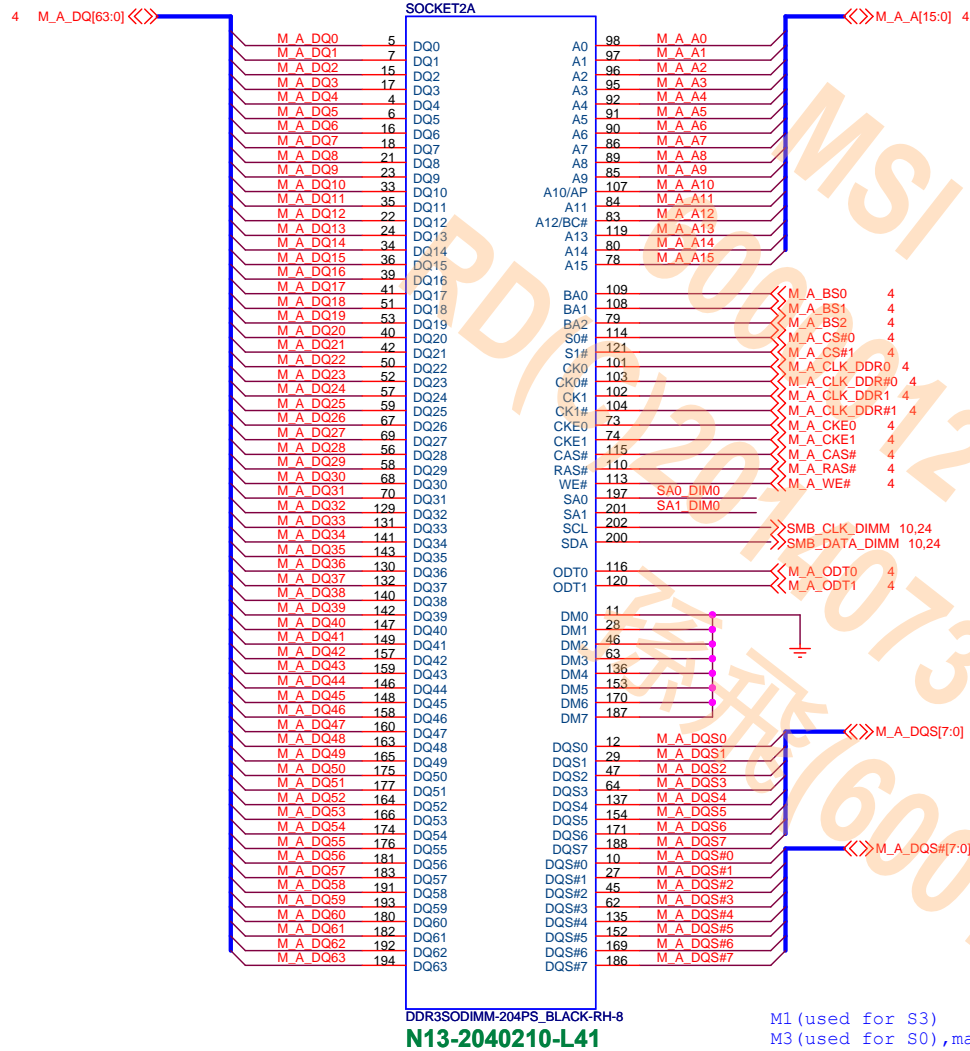 SOCKET2A
4 M_A_DQ[63:0]
M_A_A[15:0] 4
M_A_DQ0 5 DQ0 A0 98 M_A_A0
M_A_DQ1 7 DQ1 A1 97 M_A_A1
M_A_DQ2 15 DQ2 A2 96 M_A_A2
M_A_DQ3 17 DQ3 A3 95 M_A_A3
M_A_DQ4 4 DQ4 A4 92 M_A_A4
M_A_DQ5 6 DQ5 A5 91 M_A_A5
M_A_DQ6 16 DQ6 A6 90 M_A_A6
M_A_DQ7 18 DQ7 A7 86 M_A_A7
M_A_DQ8 21 DQ8 A8 89 M_A_A8
M_A_DQ9 23 DQ9 A9 85 M_A_A9
M_A_DQ10 33 DQ10 A10/AP 107 M_A_A10
M_A_DQ11 35 DQ11 A11 84 M_A_A11
M_A_DQ12 22 DQ12 A12/BC# 83 M_A_A12
M_A_DQ13 24 DQ13 A13 119 M_A_A13
M_A_DQ14 34 DQ14 A14 80 M_A_A14
M_A_DQ15 36 DQ15 A15 78 M_A_A15
M_A_DQ16 39 DQ16
M_A_DQ17 41 DQ17 BA0 109 M_A_BS0 4
M_A_DQ18 51 DQ18 BA1 108 M_A_BS1 4
M_A_DQ19 53 DQ19 BA2 79 M_A_BS2 4
M_A_DQ20 40 DQ20 S0# 114 M_A_CS#0 4
M_A_DQ21 42 DQ21 S1# 121 M_A_CS#1 4
M_A_DQ22 50 DQ22 CK0 101 M_A_CLK_DDR0 4
M_A_DQ23 52 DQ23 CK0# 103 M_A_CLK_DDR#0 4
M_A_DQ24 57 DQ24 CK1 102 M_A_CLK_DDR1 4
M_A_DQ25 59 DQ25 CK1# 104 M_A_CLK_DDR#1 4
M_A_DQ26 67 DQ26 CKE0 73 M_A_CKE0 4
M_A_DQ27 69 DQ27 CKE1 74 M_A_CKE1 4
M_A_DQ28 56 DQ28 CAS# 115 M_A_CAS# 4
M_A_DQ29 58 DQ29 RAS# 110 M_A_RAS# 4
M_A_DQ30 68 DQ30 WE# 113 M_A_WE# 4
M_A_DQ31 70 DQ31 SA0 197 SA0_DIM0
M_A_DQ32 129 DQ32 SA1 201 SA1_DIM0
M_A_DQ33 131 DQ33 SCL 202 SMB_CLK_DIMM 10,24
M_A_DQ34 141 DQ34 SDA 200 SMB_DATA_DIMM 10,24
M_A_DQ35 143 DQ35
M_A_DQ36 130 DQ36 ODT0 116 M_A_ODT0 4
M_A_DQ37 132 DQ37 ODT1 120 M_A_ODT1 4
M_A_DQ38 140 DQ38
M_A_DQ39 142 DQ39 DM0 11
M_A_DQ40 147 DQ40 DM1 28
M_A_DQ41 149 DQ41 DM2 46
M_A_DQ42 157 DQ42 DM3 63
M_A_DQ43 159 DQ43 DM4 136
M_A_DQ44 146 DQ44 DM5 153
M_A_DQ45 148 DQ45 DM6 170
M_A_DQ46 158 DQ46 DM7 187
M_A_DQ47 160 DQ47
M_A_DQS[7:0]
M_A_DQ48 163 DQ48 DQS0 12 M_A_DQS0
M_A_DQ49 165 DQ49 DQS1 29 M_A_DQS1
M_A_DQ50 175 DQ50 DQS2 47 M_A_DQS2
M_A_DQ51 177 DQ51 DQS3 64 M_A_DQS3
M_A_DQ52 164 DQ52 DQS4 137 M_A_DQS4
M_A_DQ53 166 DQ53 DQS5 154 M_A_DQS5
M_A_DQ54 174 DQ54 DQS6 171 M_A_DQS6
M_A_DQ55 176 DQ55 DQS7 188 M_A_DQS7
M_A_DQS#[7:0]
M_A_DQ56 181 DQ56 DQS#0 10 M_A_DQS#0
M_A_DQ57 183 DQ57 DQS#1 27 M_A_DQS#1
M_A_DQ58 191 DQ58 DQS#2 45 M_A_DQS#2
M_A_DQ59 193 DQ59 DQS#3 62 M_A_DQS#3
M_A_DQ60 180 DQ60 DQS#4 135 M_A_DQS#4
M_A_DQ61 182 DQ61 DQS#5 152 M_A_DQS#5
M_A_DQ62 192 DQ62 DQS#6 169 M_A_DQS#6
M_A_DQ63 194 DQ63 DQS#7 186 M_A_DQS#7
DDR3SODIMM-204PS_BLACK-RH-8
N13-2040210-L41
M1(used for S3)
M3(used for S0),ma
MSI
RD(C)2014073
孫飛(600